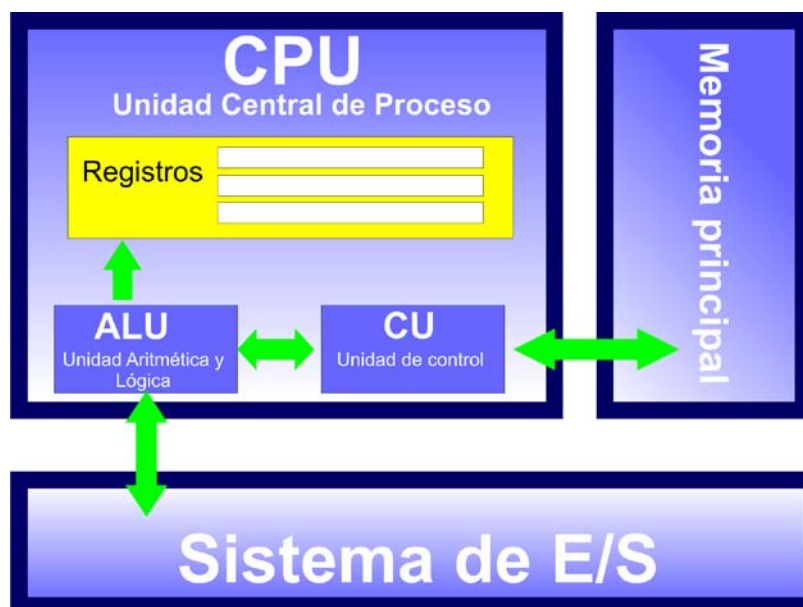 CPU
Unidad Central de Proceso
Registros
ALU
Unidad Aritmética y
Lógica
CU
Unidad de control
Memoria principal
Sistema de E/S